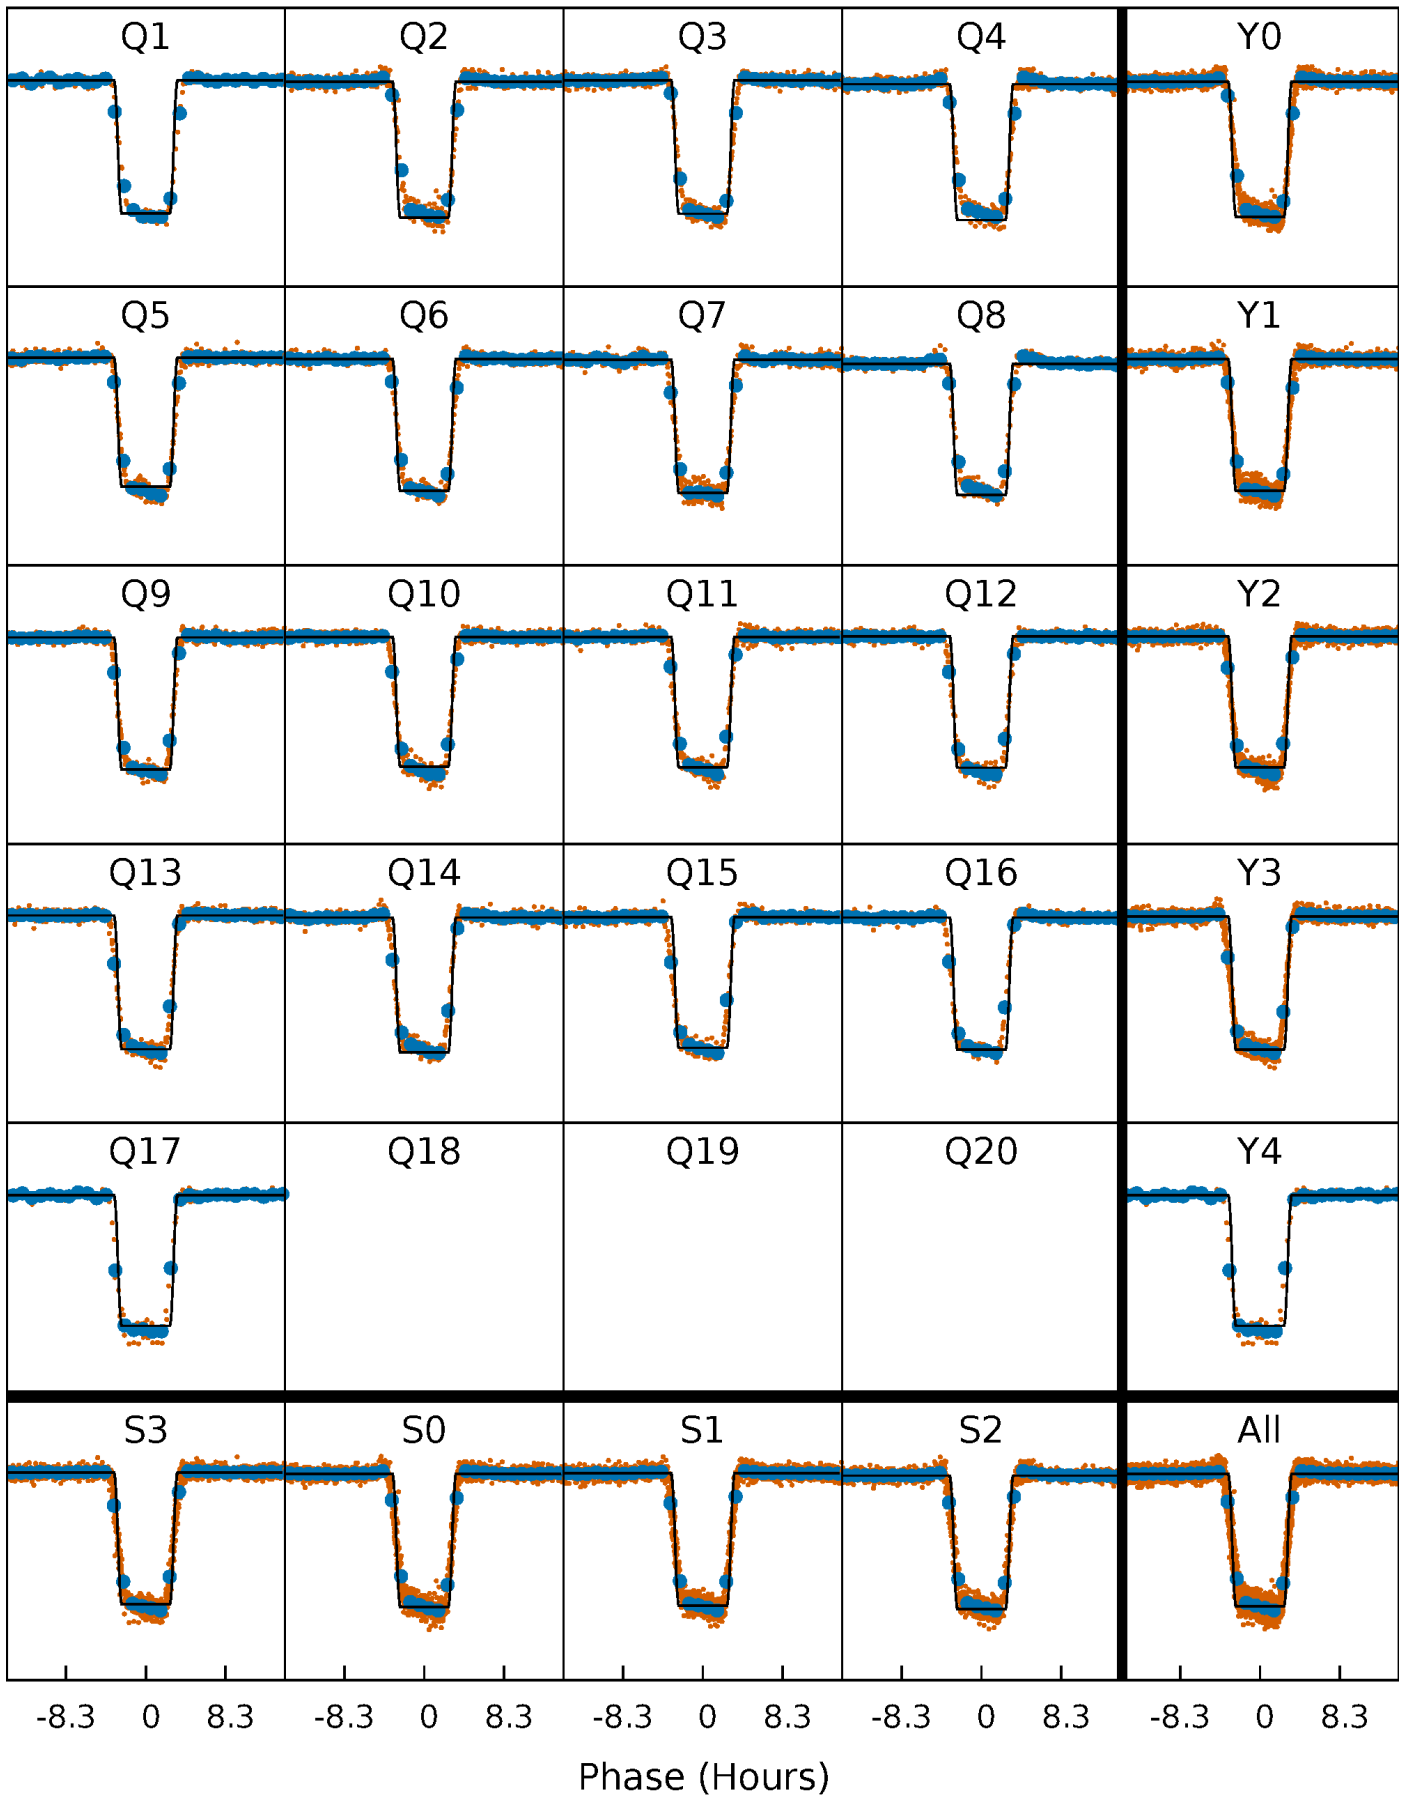 Q1 Q2 Q3 Q4 Y0
Q5 Q6 Q7 Q8 Y1
Q9 Q10 Q11 Q12 Y2
Q13 Q14 Q15 Q16 Y3
Q17 Q18 Q19 Q20 Y4
S3 S0 S1 S2 All
-8.3 0 8.3 -8.3 0 8.3 -8.3 0 8.3 -8.3 0 8.3 -8.3 0 8.3
Phase (Hours)